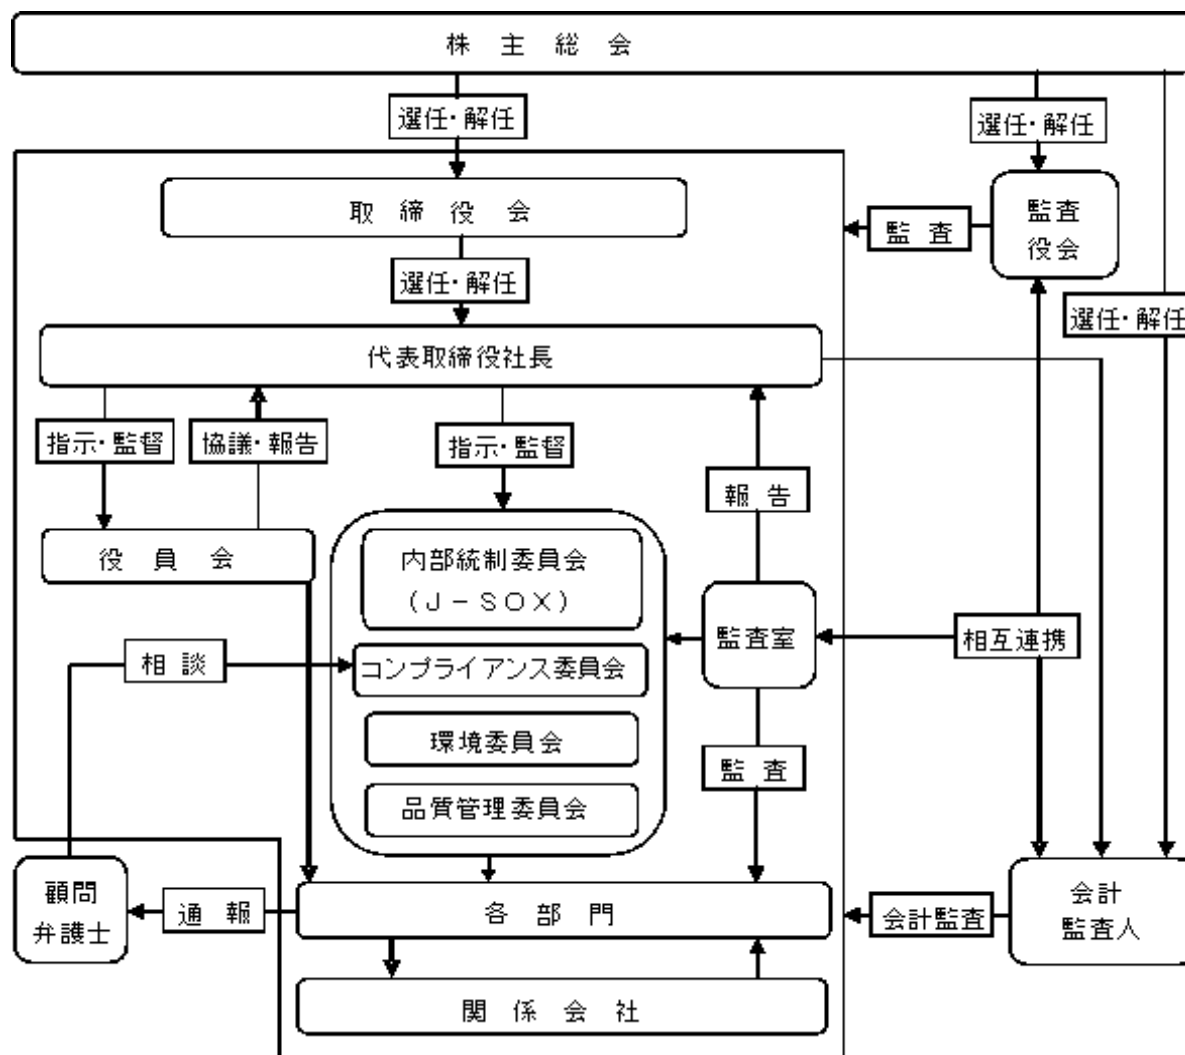 株主総会
選任・解任
選任・解任
取締役会
監査
監査
役会
選任・解任
選任・解任
代表取締役社長
指示・監督
協議・報告
指示・監督
報告
役員会
内部統制委員会
(J-SOX)
監査室
相互連携
相談
コンプライアンス委員会
環境委員会
監査
品質管理委員会
顧問
弁護士
通報
各部門
会計監査
会計
監査人
関係会社